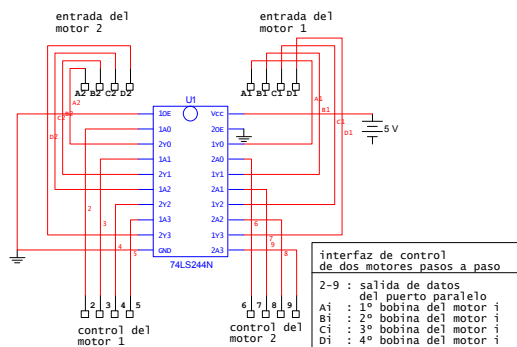 entrada del
motor 2
entrada del
motor 1
A2 B2 C2 D2
A1 B1 C1 D1
A2
B2
C2
D2
A1
B1
C1
D1
U1
1OE
1A0
2Y0
1A1
2Y1
1A2
2Y2
1A3
2Y3
GND
Vcc
2OE
1Y0
2A0
1Y1
2A1
1Y2
2A2
1Y3
2A3
74LS244N
5 V
2
3
4
5
6
7
9
8
2 3 4 5
6 7 8 9
control del
motor 1
control del
motor 2
interfaz de control
de dos motores pasos a paso
2-9 : salida de datos
del puerto paralelo
Ai : 1º bobina del motor i
Bi : 2º bobina del motor i
Ci : 3º bobina del motor i
Di : 4º bobina del motor i